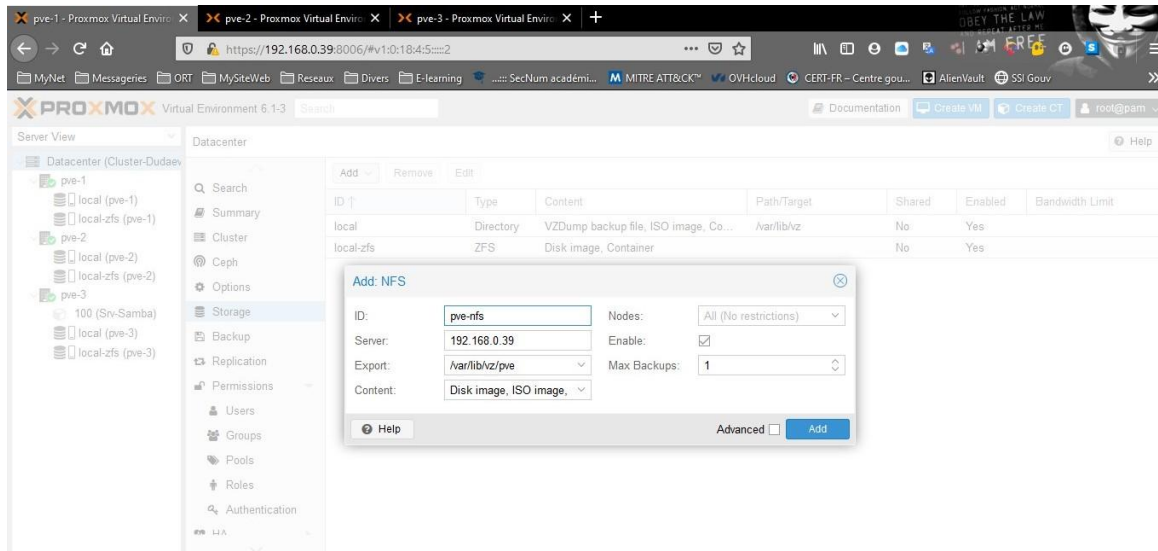 pve-1 - Proxmox Virtual Enviro
pve-2 - Proxmox Virtual Enviro
pve-3 - Proxmox Virtual Enviro
OBEY THE LAW
FREE
https://192.168.0.39:8006/#v1:0:18:4:5:::::2
MyNet
Messageries
ORT
MySiteWeb
Reseaux
Divers
E-learning
...::: SecNum académi...
MITRE ATT&CK™
OVHcloud
CERT-FR – Centre gou...
AlienVault
SSI Gouv
PROXMOX Virtual Environment 6.1-3
Search
Documentation
Create VM
Create CT
root@pam
Server View
Datacenter
Help
Datacenter (Cluster-Dudaev
pve-1
local (pve-1)
local-zfs (pve-1)
pve-2
local (pve-2)
local-zfs (pve-2)
pve-3
100 (Srv-Samba)
local (pve-3)
local-zfs (pve-3)
Search
Summary
Cluster
Ceph
Options
Storage
Backup
Replication
Permissions
Users
Groups
Pools
Roles
Authentication
HA
Add Remove Edit
ID Type Content Path/Target Shared Enabled Bandwidth Limit
local Directory VZDump backup file, ISO image, Co... /var/lib/vz No Yes
local-zfs ZFS Disk image, Container No Yes
Add: NFS
ID: pve-nfs Nodes: All (No restrictions)
Server: 192.168.0.39 Enable:
Export: /var/lib/vz/pve Max Backups: 1
Content: Disk image, ISO image,
Help Advanced Add